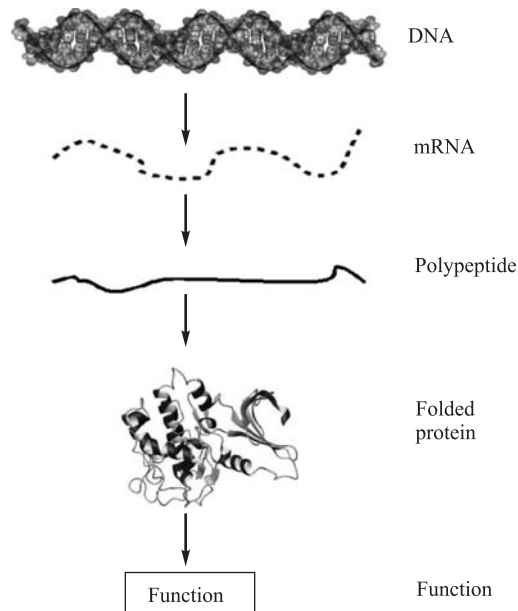 DNA
mRNA
Polypeptide
Folded
protein
Function
Function